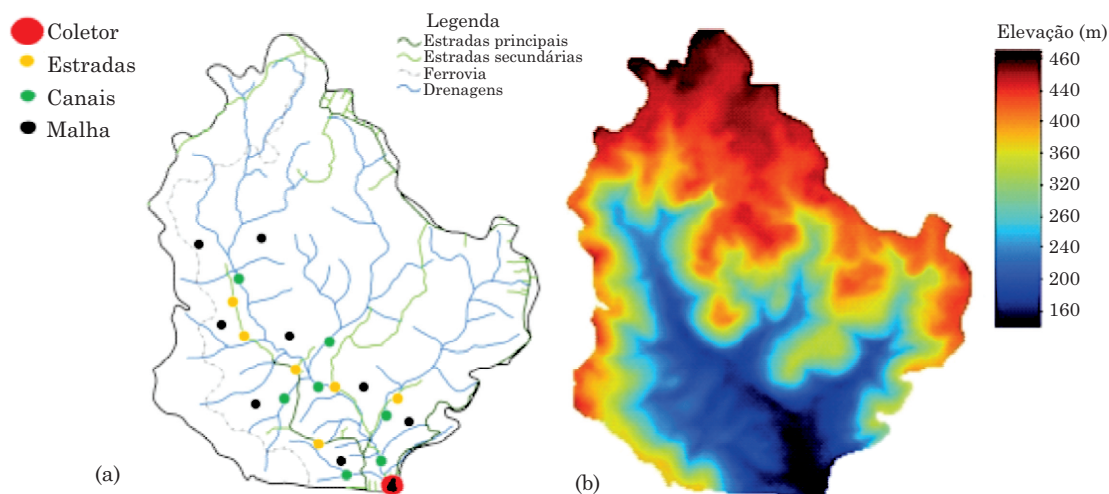 Coletor
Estradas
Canais
Malha
Legenda
Estradas principais
Estradas secundárias
Ferrovia
Drenagens
(a)
Elevação (m)
460
440
400
360
320
260
240
200
160
(b)